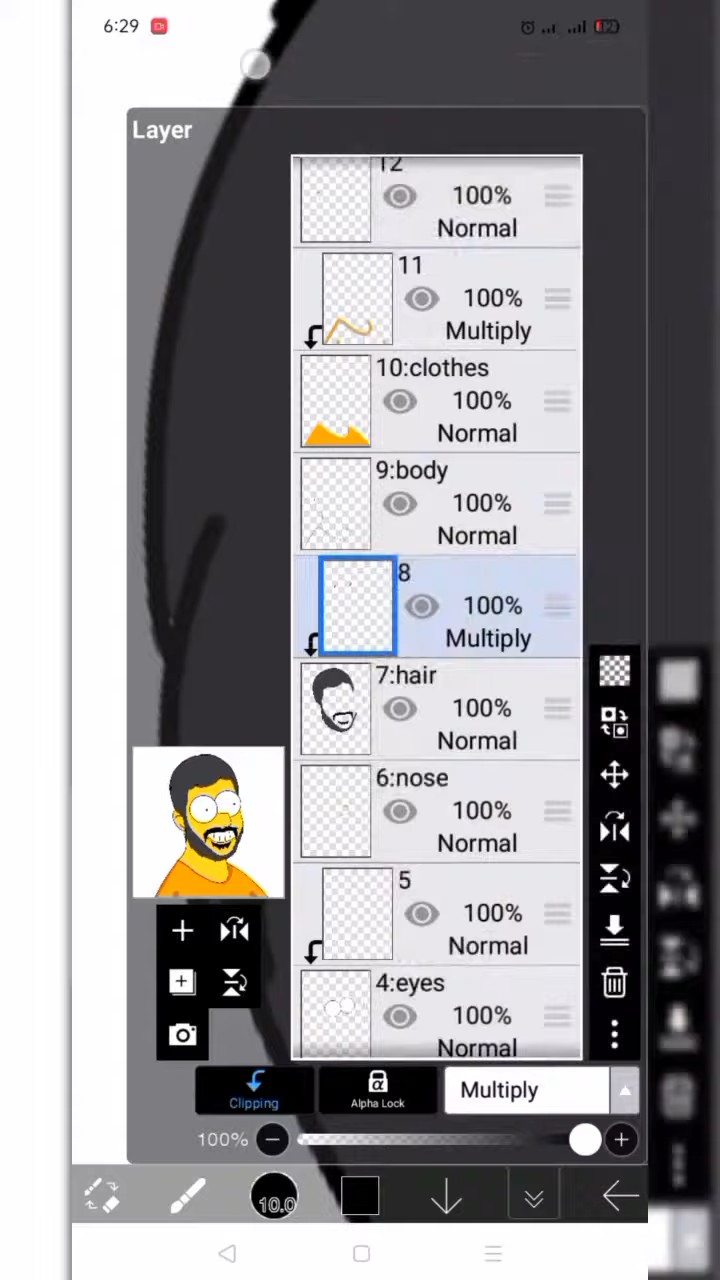 6:29
12
Layer
12
100%
Normal
11
100%
Multiply
10:clothes
100%
Normal
9:body
100%
Normal
8
100%
Multiply
7:hair
100%
Normal
6:nose
100%
Normal
5
100%
Normal
4:eyes
100%
Normal
Clipping
α
Alpha Lock
Multiply
100%
10.0